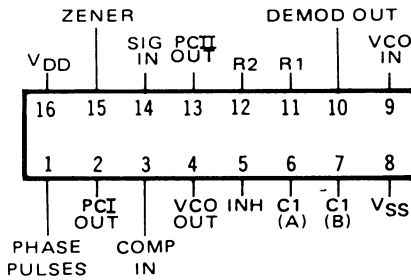 ZENER DEMOD OUT
SIG IN PCII OUT VCO IN
VDD R2 R1
16 15 14 13 12 11 10 9
1 2 3 4 5 6 7 8
PCI OUT VCO OUT INH C1 (A) C1 (B) VSS
PHASE PULSES COMP IN